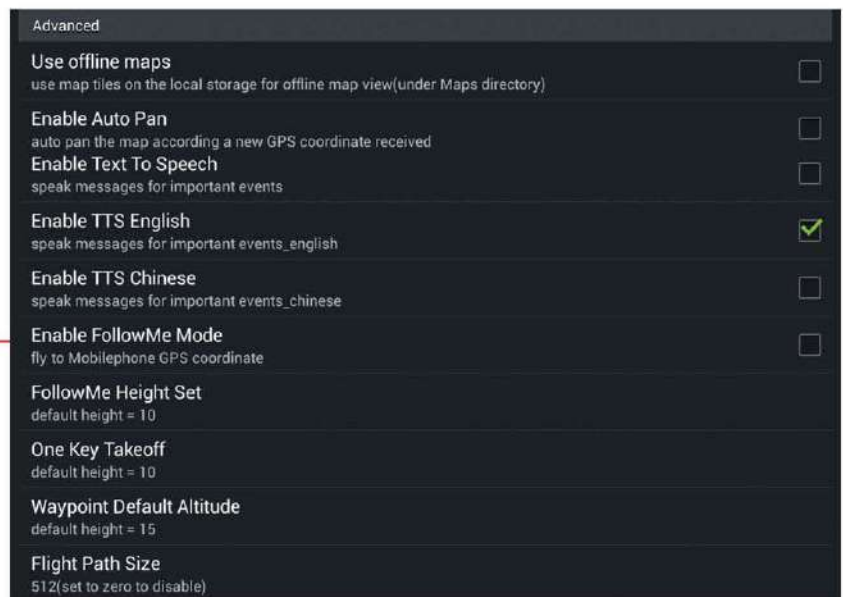 Advanced
Use offline maps
use map tiles on the local storage for offline map view(under Maps directory)
Enable Auto Pan
auto pan the map according a new GPS coordinate received
Enable Text To Speech
speak messages for important events
Enable TTS English
speak messages for important events_english
Enable TTS Chinese
speak messages for important events_chinese
Enable FollowMe Mode
fly to Mobilephone GPS coordinate
FollowMe Height Set
default height = 10
One Key Takeoff
default height = 10
Waypoint Default Altitude
default height = 15
Flight Path Size
512(set to zero to disable)